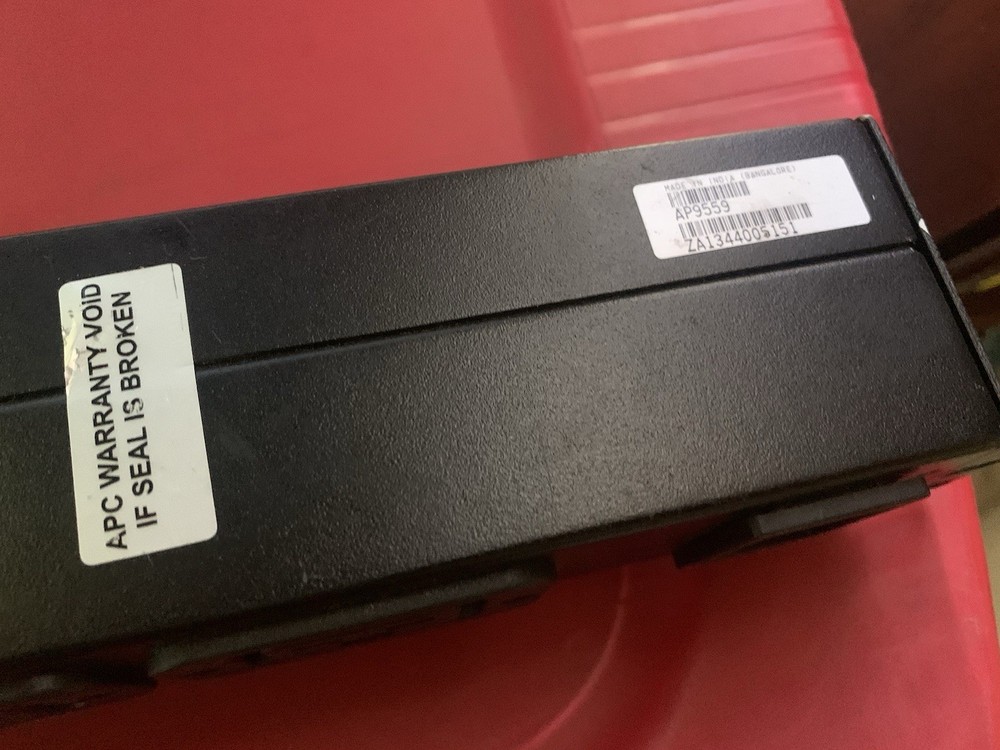 APC WARRANTY VOID
IF SEAL IS BROKEN
MADE IN INDIA (BANGALORE)
AP9559
ZA1344005151